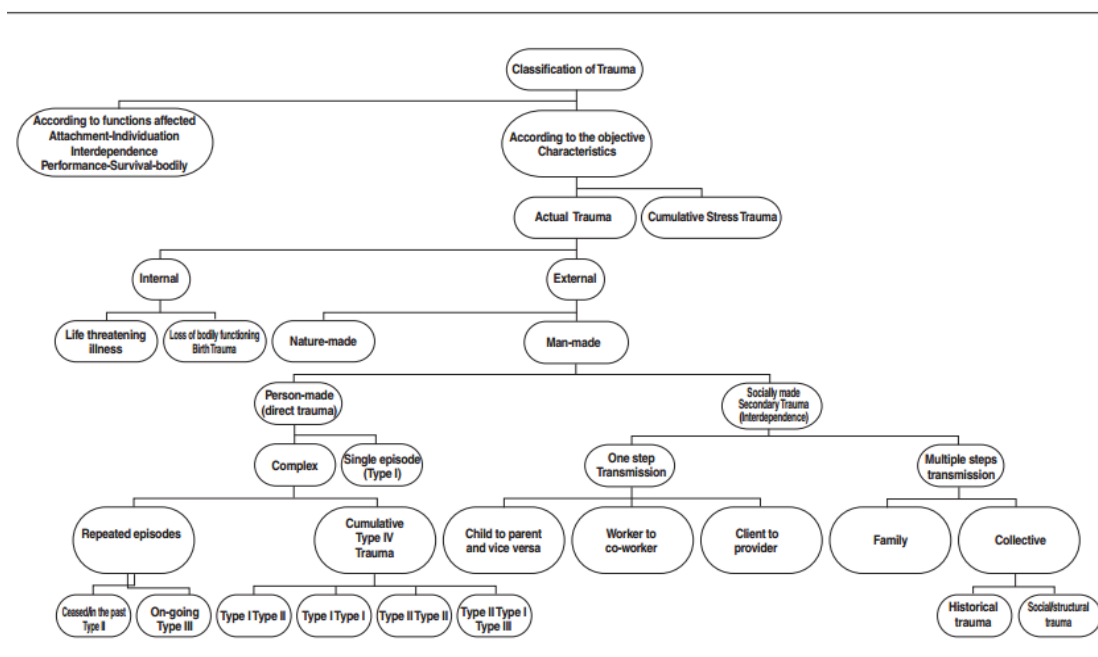 Classification of Trauma
According to functions affected
Attachment-Individuation
Interdependence
Performance-Survival-bodily
According to the objective
Characteristics
Actual Trauma
Cumulative Stress Trauma
Internal
External
Life threatening
illness
Loss of bodily functioning
Birth Trauma
Nature-made
Man-made
Person-made
(direct trauma)
Socially made
Secondary Trauma
(Interdependence)
Complex
Single episode
(Type I)
One step
Transmission
Multiple steps
transmission
Repeated episodes
Cumulative
Type IV
Trauma
Child to parent
and vice versa
Worker to
co-worker
Client to
provider
Family
Collective
Ceased/in the past
Type II
On-going
Type III
Type I Type II
Type I Type I
Type II Type II
Type II Type I
Type III
Historical
trauma
Social/structural
trauma